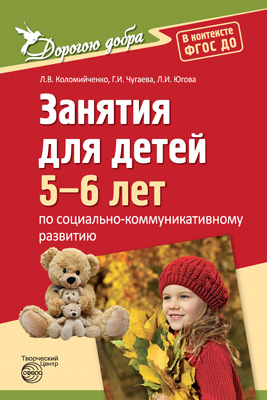 Дорогою добра
В контексте
ФГОС ДО
Л.В. Коломийченко, Г.И. Чугаева, Л.И. Югова
Занятия
для детей
5–6 лет
по социально-коммуникативному
развитию
Творческий
Центр
сфера